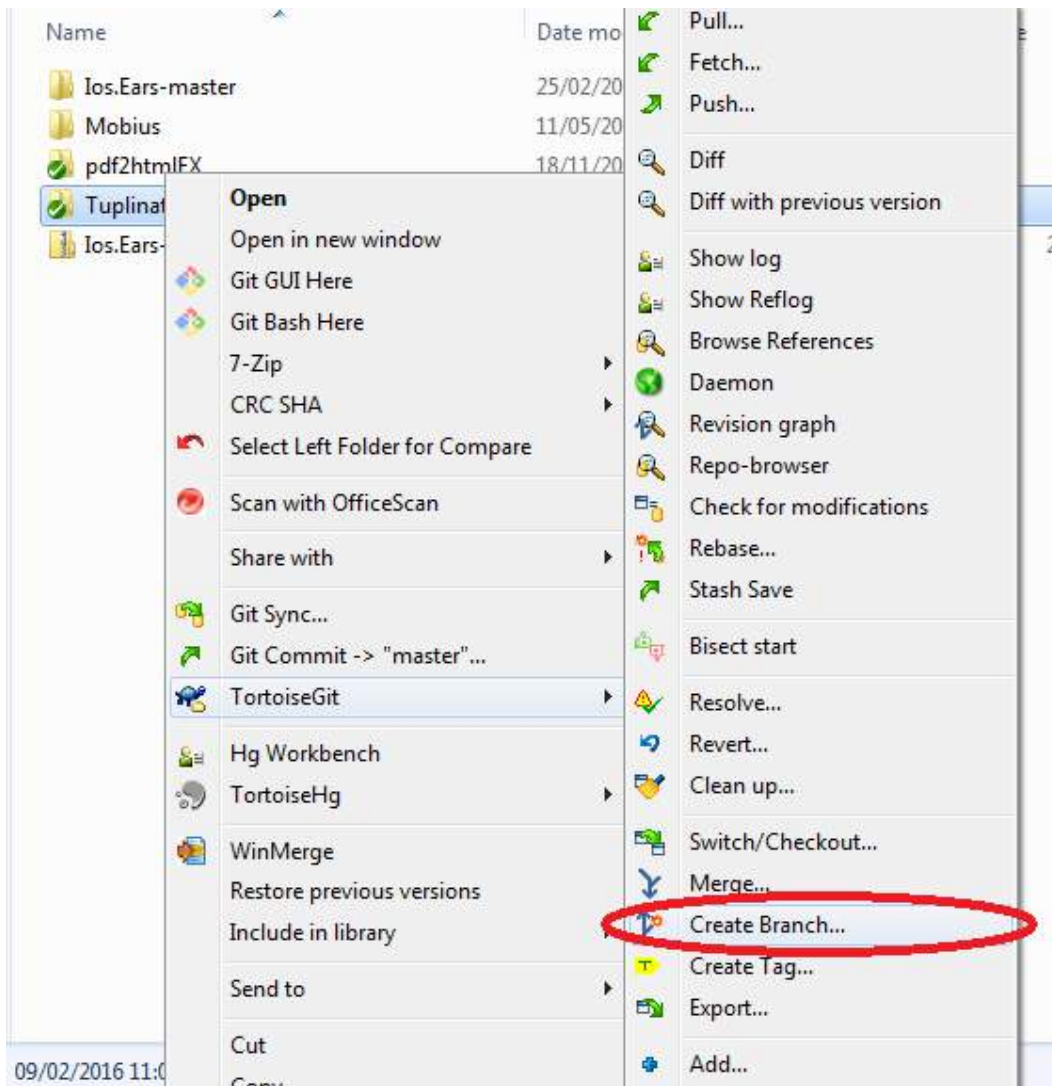 Name
Date mo
Ios.Ears-master
25/02/20
Mobius
11/05/20
pdf2htmlEX
18/11/20
Tuplinat
Ios.Ears-
Open
Open in new window
Git GUI Here
Git Bash Here
7-Zip
CRC SHA
Select Left Folder for Compare
Scan with OfficeScan
Share with
Git Sync...
Git Commit -> "master"...
TortoiseGit
Hg Workbench
TortoiseHg
WinMerge
Restore previous versions
Include in library
Send to
Cut
Copy
Pull...
Fetch...
Push...
Diff
Diff with previous version
Show log
Show Reflog
Browse References
Daemon
Revision graph
Repo-browser
Check for modifications
Rebase...
Stash Save
Bisect start
Resolve...
Revert...
Clean up...
Switch/Checkout...
Merge...
Create Branch...
Create Tag...
Export...
Add...
09/02/2016 11:0